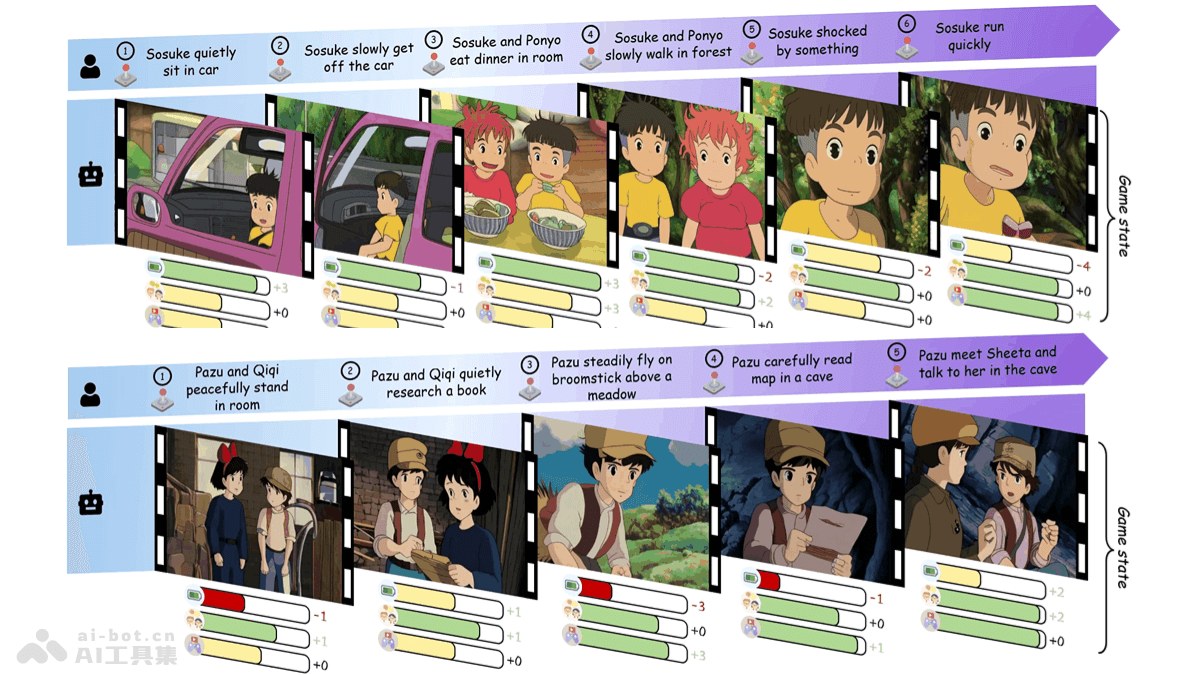 1
Sosuke quietly
sit in car
2
Sosuke slowly get
off the car
3
Sosuke and Ponyo
eat dinner in room
4
Sosuke and Ponyo
slowly walk in forest
5
Sosuke shocked
by something
6
Sosuke run
quickly
Game state
+3
+0
-1
+0
+3
+3
-2
+2
+0
-2
+0
+0
-4
+0
+4
1
Pazu and Qiqi
peacefully stand
in room
2
Pazu and Qiqi quietly
research a book
3
Pazu steadily fly on
broomstick above a
meadow
4
Pazu carefully read
map in a cave
5
Pazu meet Sheeta and
talk to her in the cave
Game state
-1
+1
+0
+1
+1
+0
-3
+0
+3
-1
+0
+1
+2
+2
+0
ai-bot.cn
AI工具集